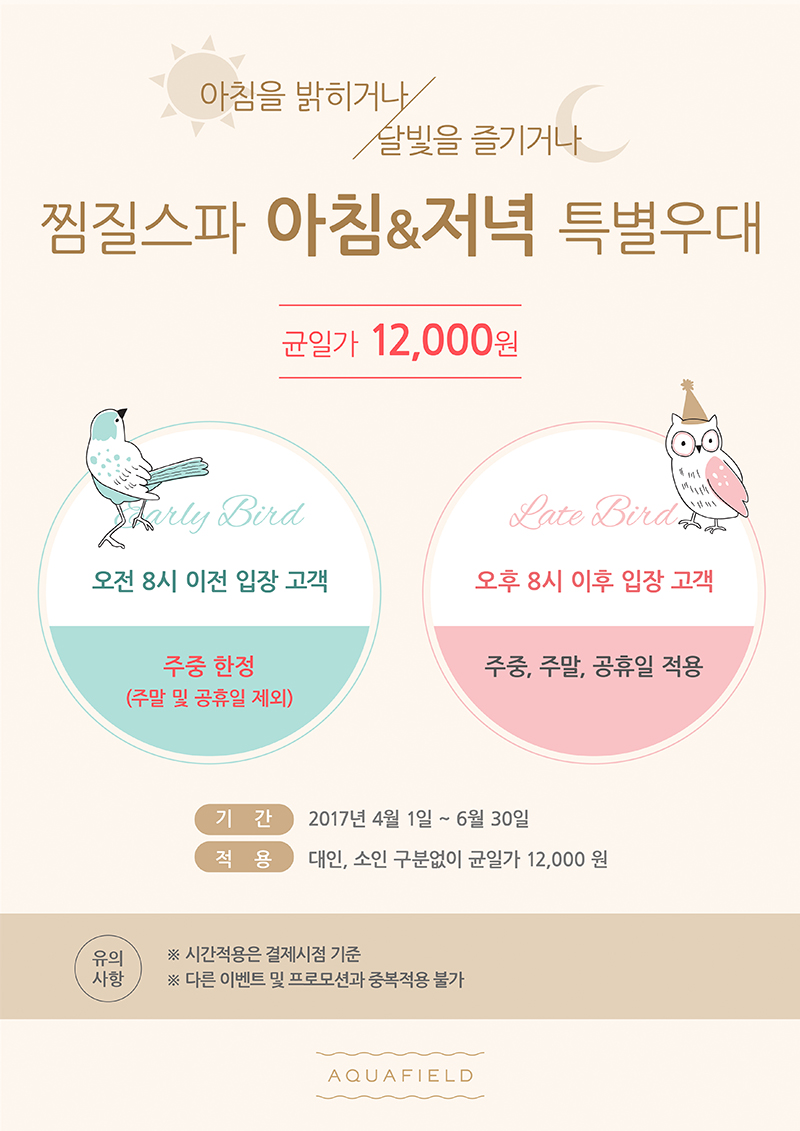 아침을 밝히거나
달빛을 즐기거나
찜질스파 아침&저녁 특별우대
균일가 12,000원
Early Bird
오전 8시 이전 입장 고객
주중 한정
(주말 및 공휴일 제외)
Late Bird
오후 8시 이후 입장 고객
주중, 주말, 공휴일 적용
기 간 2017년 4월 1일 ~ 6월 30일
적 용 대인, 소인 구분없이 균일가 12,000 원
유의
사항
※ 시간적용은 결제시점 기준
※ 다른 이벤트 및 프로모션과 중복적용 불가
AQUAFIELD